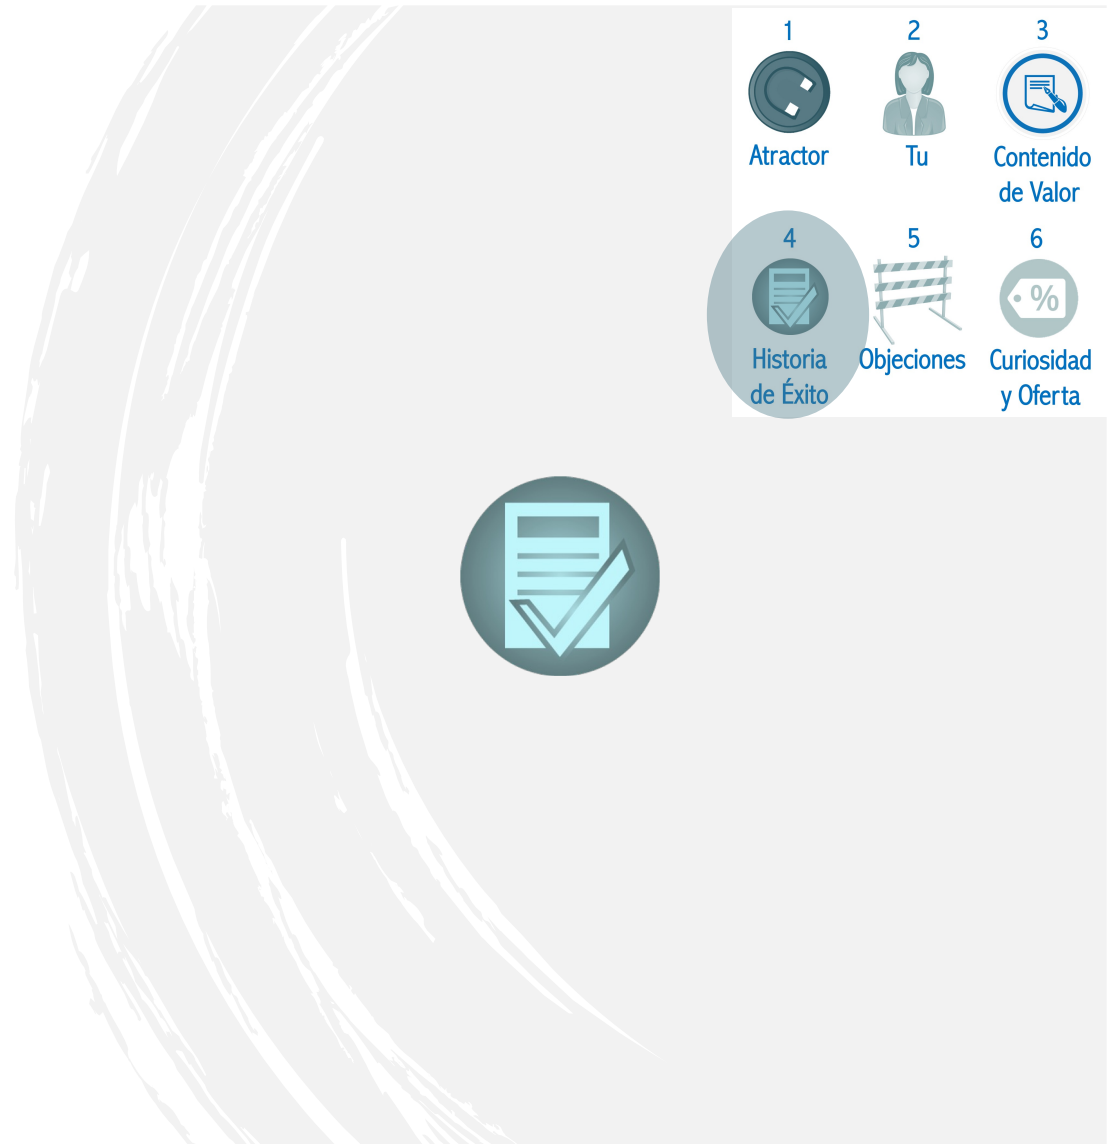 1
2
3
Atractor
Tu
Contenido
de Valor
4
5
6
%
Historia
de Éxito
Objeciones
Curiosidad
y Oferta